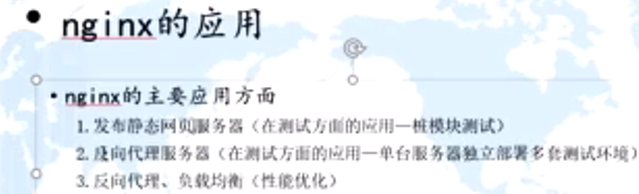 • nginx的应用
• nginx的主要应用方面
1. 发布静态网页服务器（在测试方面的应用—桩模块测试）
2. 反向代理服务器（在测试方面的应用—单台服务器独立部署多套测试环境）
3. 反向代理、负载均衡（性能优化）